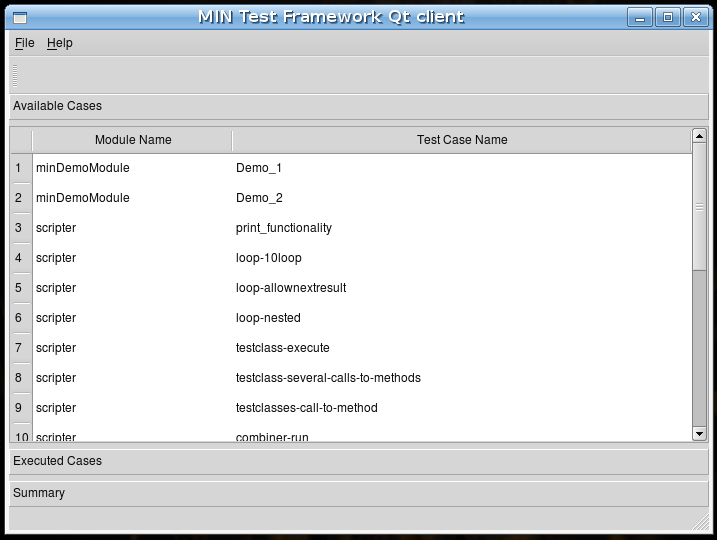 MIN Test Framework Qt client
File Help
Available Cases
Module Name Test Case Name
1 minDemoModule Demo_1
2 minDemoModule Demo_2
3 scripter print_functionality
4 scripter loop-10loop
5 scripter loop-allownextresult
6 scripter loop-nested
7 scripter testclass-execute
8 scripter testclass-several-calls-to-methods
9 scripter testclasses-call-to-method
10 scripter combiner-run
Executed Cases
Summary